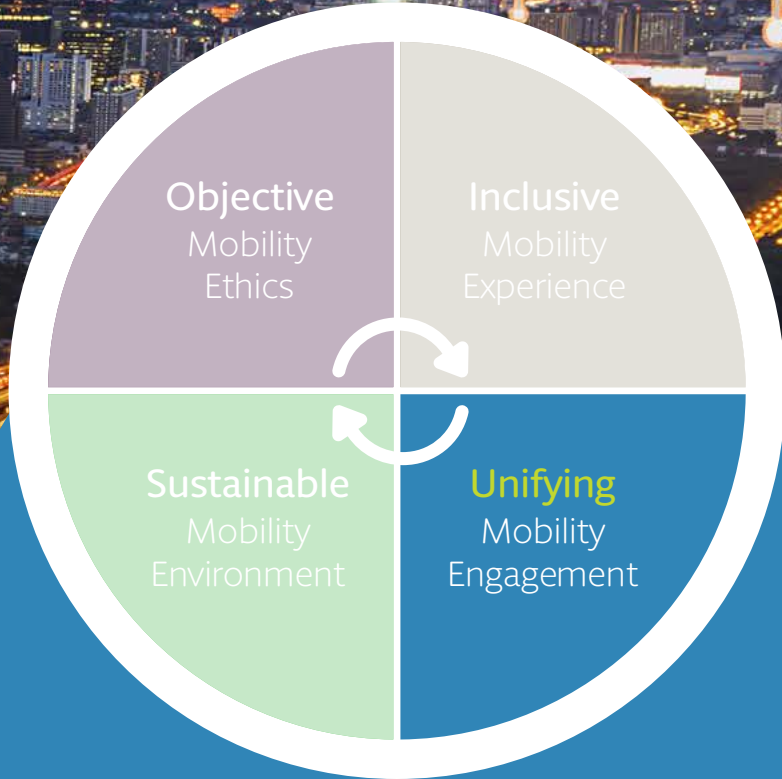 Objective
Mobility
Ethics
Inclusive
Mobility
Experience
Sustainable
Mobility
Environment
Unifying
Mobility
Engagement